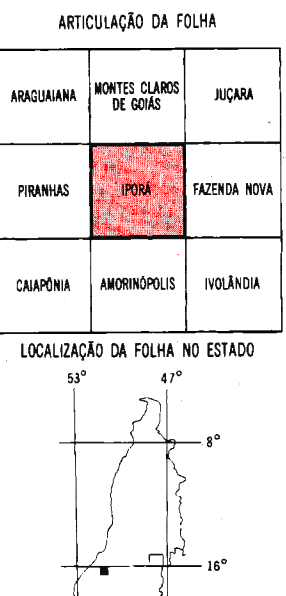 ARTICULAÇÃO DA FOLHA
ARAGUAIANA
MONTES CLAROS
DE GOIÁS
JUÇARA
PIRANHAS
IPORÁ
FAZENDA NOVA
CAIAPÔNIA
AMORINÓPOLIS
IVOLÂNDIA
LOCALIZAÇÃO DA FOLHA NO ESTADO
53° 47°
8°
16°